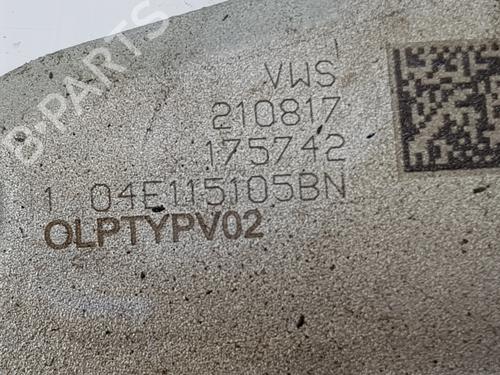 B-PARTS
VWS
210817
175742
1 04E115105BN
OLPTYPV02